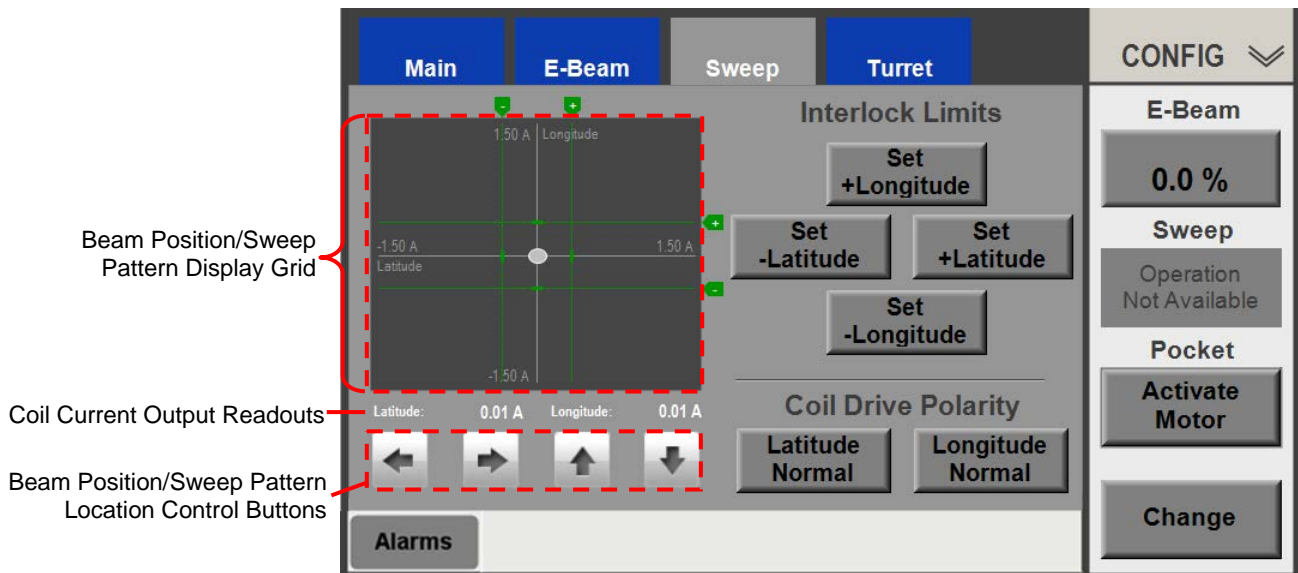 Main
E-Beam
Sweep
Turret
CONFIG
-
+
1.50 A
Longitude
+
-1.50 A
Latitude
1.50 A
-
-1.50 A
Beam Position/Sweep
Pattern Display Grid
Interlock Limits
Set
+Longitude
Set
-Latitude
Set
+Latitude
Set
-Longitude
E-Beam
0.0 %
Sweep
Operation
Not Available
Pocket
Activate
Motor
Coil Current Output Readouts
Latitude: 0.01 A Longitude: 0.01 A
Coil Drive Polarity
Latitude
Normal
Longitude
Normal
Beam Position/Sweep Pattern
Location Control Buttons
Change
Alarms